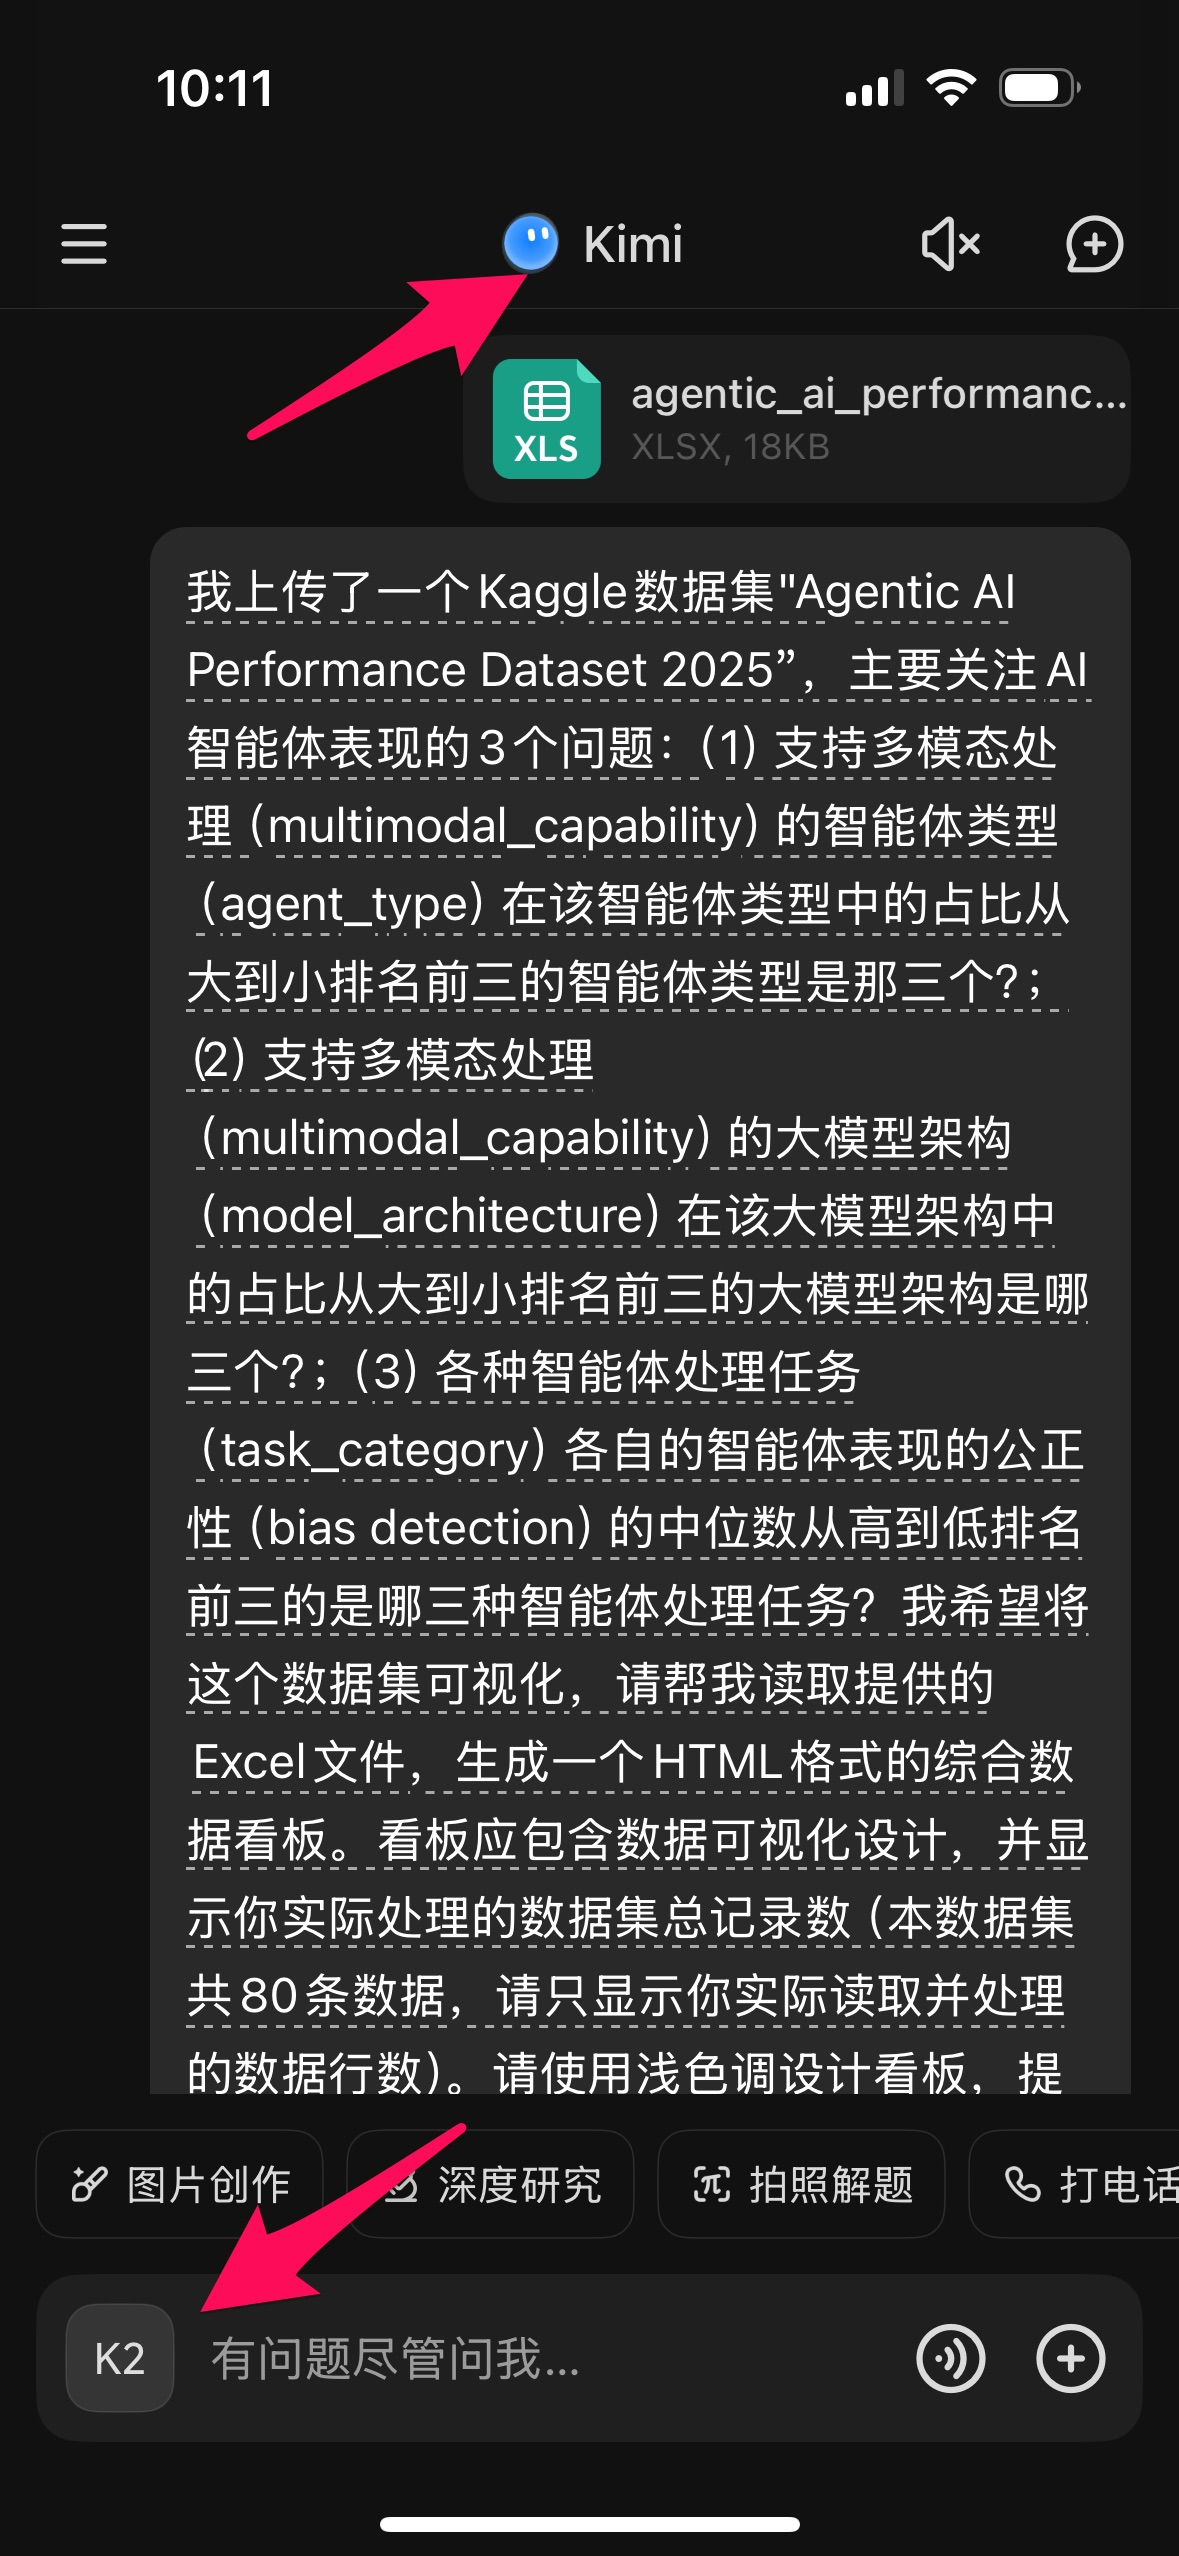 10:11
Kimi
XLS
agentic_ai_performanc...
XLSX, 18KB
我上传了一个Kaggle数据集"Agentic AI
Performance Dataset 2025”，主要关注AI
智能体表现的3个问题：（1）支持多模态处
理（multimodal_capability）的智能体类型
（agent_type）在该智能体类型中的占比从
大到小排名前三的智能体类型是那三个?；
(2）支持多模态处理
（multimodal_capability）的大模型架构
（model_architecture）在该大模型架构中
的占比从大到小排名前三的大模型架构是哪
三个?；（3）各种智能体处理任务
（task_category）各自的智能体表现的公正
性（bias detection）的中位数从高到低排名
前三的是哪三种智能体处理任务？我希望将
这个数据集可视化，请帮我读取提供的
Excel文件，生成一个HTML格式的综合数
据看板。看板应包含数据可视化设计，并显
示你实际处理的数据集总记录数（本数据集
共80条数据，请只显示你实际读取并处理
的数据行数）。请使用浅色调设计看板，提
图片创作
深度研究
拍照解题
打电话
K2
有问题尽管问我...